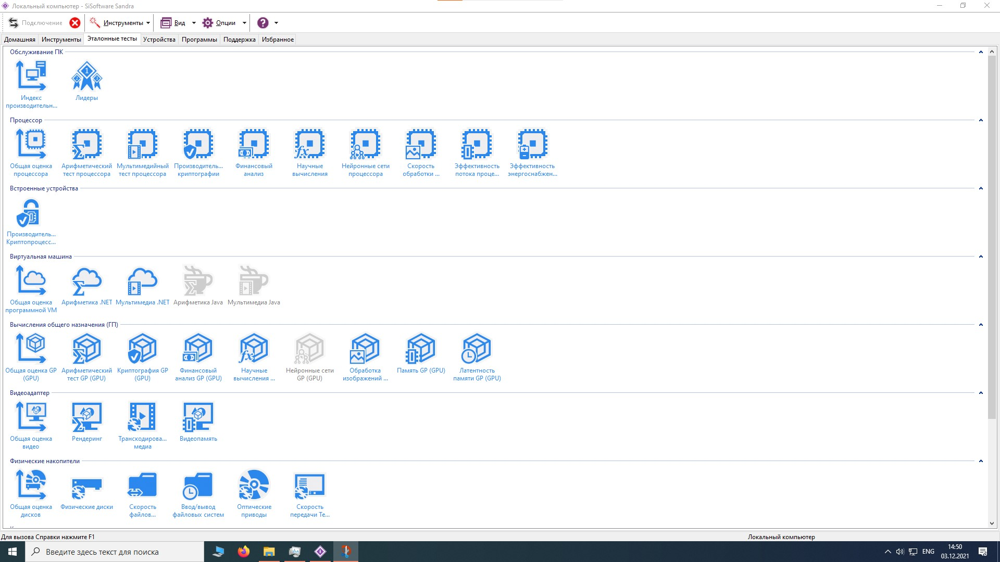 Локальный компьютер - SiSoftware Sandra
Подключение Инструменты Вид Опции
Домашняя Инструменты Эталонные тесты Устройства Программы Поддержка Избранное
Обслуживание ПК
Индекс производительн...
Лидеры
Процессор
Общая оценка процессора
Арифметический тест процессора
Мультимедийный тест процессора
Производитель... криптографии
Финансовый анализ
Научные вычисления
Нейронные сети процессора
Скорость обработки ...
Эффективность потока проце...
Эффективность энергоснабжен...
Встроенные устройства
Производитель... Криптопроцесс...
Виртуальная машина
Общая оценка программной VM
Арифметика .NET
Мультимедиа .NET
Арифметика Java
Мультимедиа Java
Вычисления общего назначения (ГП)
Общая оценка GP (GPU)
Арифметический тест GP (GPU)
Криптография GP (GPU)
Финансовый анализ GP (GPU)
Научные вычисления ...
Нейронные сети GP (GPU)
Обработка изображений ...
Память GP (GPU)
Латентность памяти GP (GPU)
Видеоадаптер
Общая оценка видео
Рендеринг
Транскодирова... медиа
Видеопамять
Физические накопители
Общая оценка дисков
Физические диски
Скорость файлов...
Ввод/вывод файловых систем
Оптические приводы
Скорость передачи Те...
Для вызова Справки нажмите F1
Локальный компьютер
Введите здесь текст для поиска
ENG
14:50
03.12.2021